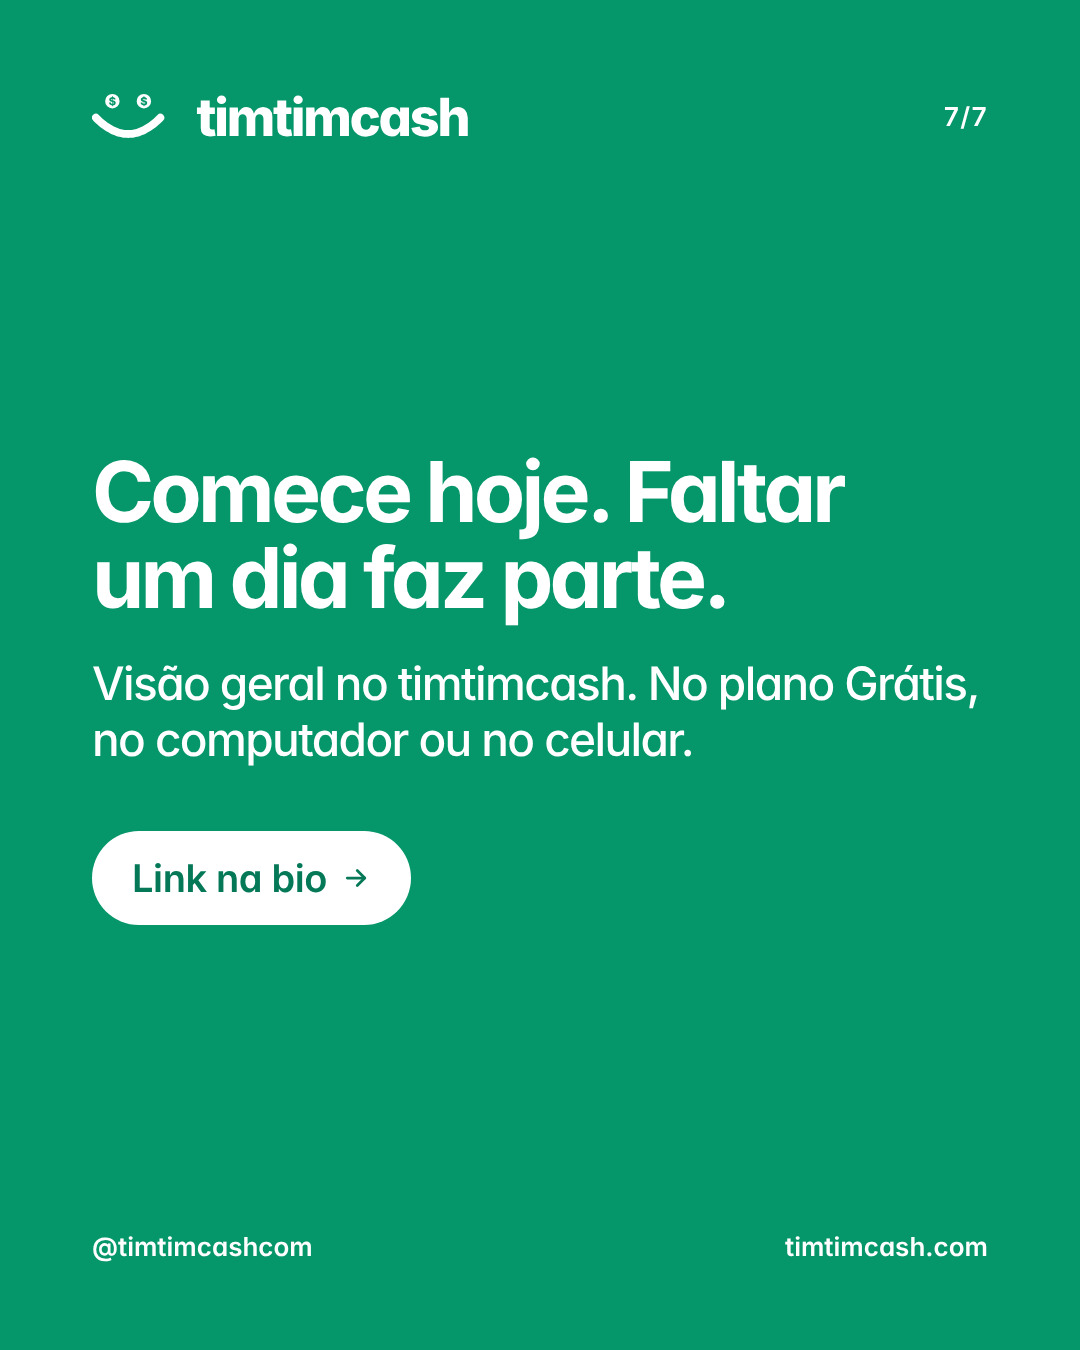 timtimcash
7/7
Comece hoje. Faltar
um dia faz parte.
Visão geral no timtimcash. No plano Grátis,
no computador ou no celular.
Link na bio →
@timtimcashcom
timtimcash.com